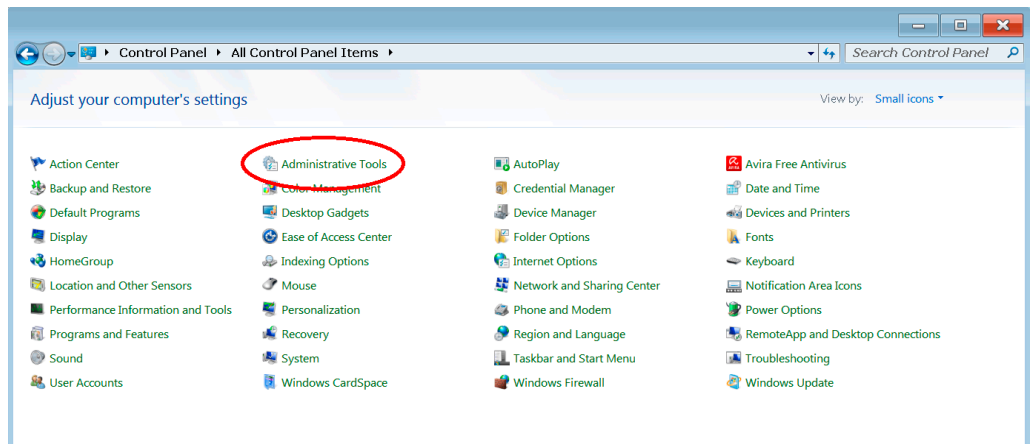 Control Panel All Control Panel Items Search Control Panel
Adjust your computer's settings View by: Small icons
Action Center Administrative Tools AutoPlay Avira Free Antivirus
Backup and Restore Color Management Credential Manager Date and Time
Default Programs Desktop Gadgets Device Manager Devices and Printers
Display Ease of Access Center Folder Options Fonts
HomeGroup Indexing Options Internet Options Keyboard
Location and Other Sensors Mouse Network and Sharing Center Notification Area Icons
Performance Information and Tools Personalization Phone and Modem Power Options
Programs and Features Recovery Region and Language RemoteApp and Desktop Connections
Sound System Taskbar and Start Menu Troubleshooting
User Accounts Windows CardSpace Windows Firewall Windows Update